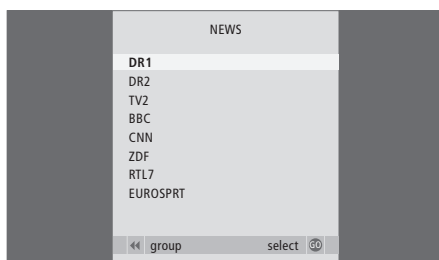 NEWS
DR1
DR2
TV2
BBC
CNN
ZDF
RTL7
EUROSPRT
group select GO